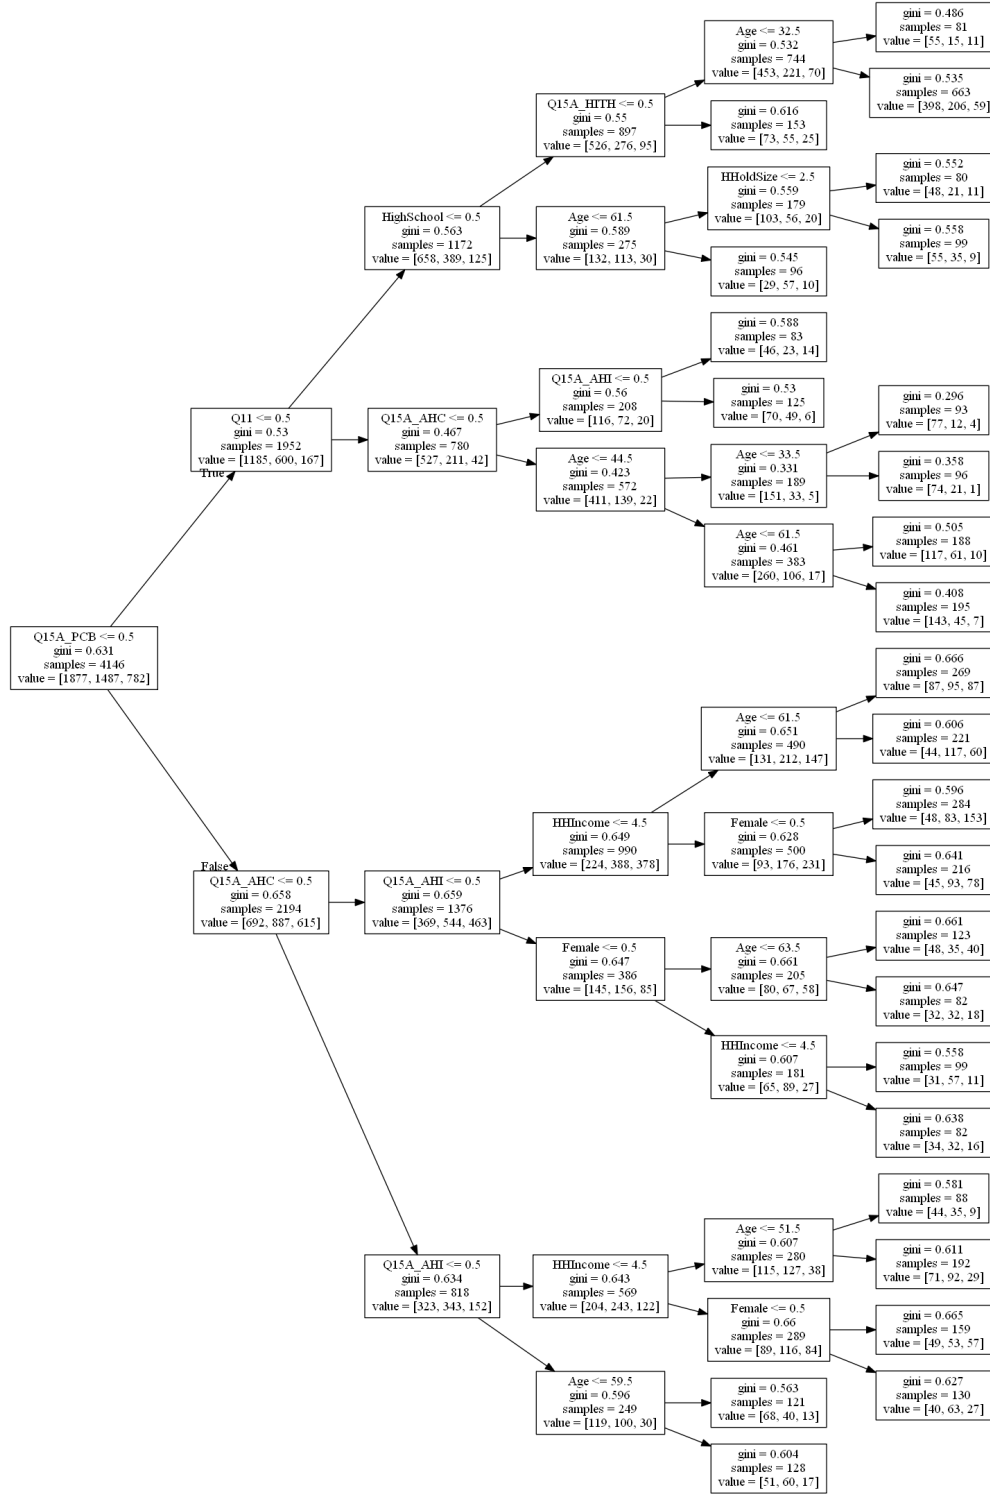 Age <= 32.5
gini = 0.532
samples = 744
value = [453, 221, 70]
gini = 0.486
samples = 81
value = [55, 15, 11]
gini = 0.535
samples = 663
value = [398, 206, 59]
Q15A_HITH <= 0.5
gini = 0.55
samples = 897
value = [526, 276, 95]
gini = 0.616
samples = 153
value = [73, 55, 25]
HHoldSize <= 2.5
gini = 0.559
samples = 179
value = [103, 56, 20]
gini = 0.552
samples = 80
value = [48, 21, 11]
gini = 0.558
samples = 99
value = [55, 35, 9]
HighSchool <= 0.5
gini = 0.563
samples = 1172
value = [658, 389, 125]
Age <= 61.5
gini = 0.589
samples = 275
value = [132, 113, 30]
gini = 0.545
samples = 96
value = [29, 57, 10]
gini = 0.588
samples = 83
value = [46, 23, 14]
Q15A_AHI <= 0.5
gini = 0.56
samples = 208
value = [116, 72, 20]
gini = 0.53
samples = 125
value = [70, 49, 6]
Q11 <= 0.5
gini = 0.53
samples = 1952
value = [1185, 600, 167]
True
Q15A_AHC <= 0.5
gini = 0.467
samples = 780
value = [527, 211, 42]
Age <= 44.5
gini = 0.423
samples = 572
value = [411, 139, 22]
Age <= 33.5
gini = 0.331
samples = 189
value = [151, 33, 5]
gini = 0.296
samples = 93
value = [77, 12, 4]
gini = 0.358
samples = 96
value = [74, 21, 1]
Age <= 61.5
gini = 0.461
samples = 383
value = [260, 106, 17]
gini = 0.505
samples = 188
value = [117, 61, 10]
gini = 0.408
samples = 195
value = [143, 45, 7]
Q15A_PCB <= 0.5
gini = 0.631
samples = 4146
value = [1877, 1487, 782]
Age <= 61.5
gini = 0.651
samples = 490
value = [131, 212, 147]
gini = 0.666
samples = 269
value = [87, 95, 87]
gini = 0.606
samples = 221
value = [44, 117, 60]
HHIncome <= 4.5
gini = 0.649
samples = 990
value = [224, 388, 378]
Female <= 0.5
gini = 0.628
samples = 500
value = [93, 176, 231]
gini = 0.596
samples = 284
value = [48, 83, 153]
gini = 0.641
samples = 216
value = [45, 93, 78]
False
Q15A_AHC <= 0.5
gini = 0.658
samples = 2194
value = [692, 887, 615]
Q15A_AHI <= 0.5
gini = 0.659
samples = 1376
value = [369, 544, 463]
Female <= 0.5
gini = 0.647
samples = 386
value = [145, 156, 85]
Age <= 63.5
gini = 0.661
samples = 205
value = [80, 67, 58]
gini = 0.661
samples = 123
value = [48, 35, 40]
gini = 0.647
samples = 82
value = [32, 32, 18]
HHIncome <= 4.5
gini = 0.607
samples = 181
value = [65, 89, 27]
gini = 0.558
samples = 99
value = [31, 57, 11]
gini = 0.638
samples = 82
value = [34, 32, 16]
Q15A_AHI <= 0.5
gini = 0.634
samples = 818
value = [323, 343, 152]
HHIncome <= 4.5
gini = 0.643
samples = 569
value = [204, 243, 122]
Age <= 51.5
gini = 0.607
samples = 280
value = [115, 127, 38]
gini = 0.581
samples = 88
value = [44, 35, 9]
gini = 0.611
samples = 192
value = [71, 92, 29]
Female <= 0.5
gini = 0.66
samples = 289
value = [89, 116, 84]
gini = 0.665
samples = 159
value = [49, 53, 57]
gini = 0.627
samples = 130
value = [40, 63, 27]
Age <= 59.5
gini = 0.596
samples = 249
value = [119, 100, 30]
gini = 0.563
samples = 121
value = [68, 40, 13]
gini = 0.604
samples = 128
value = [51, 60, 17]